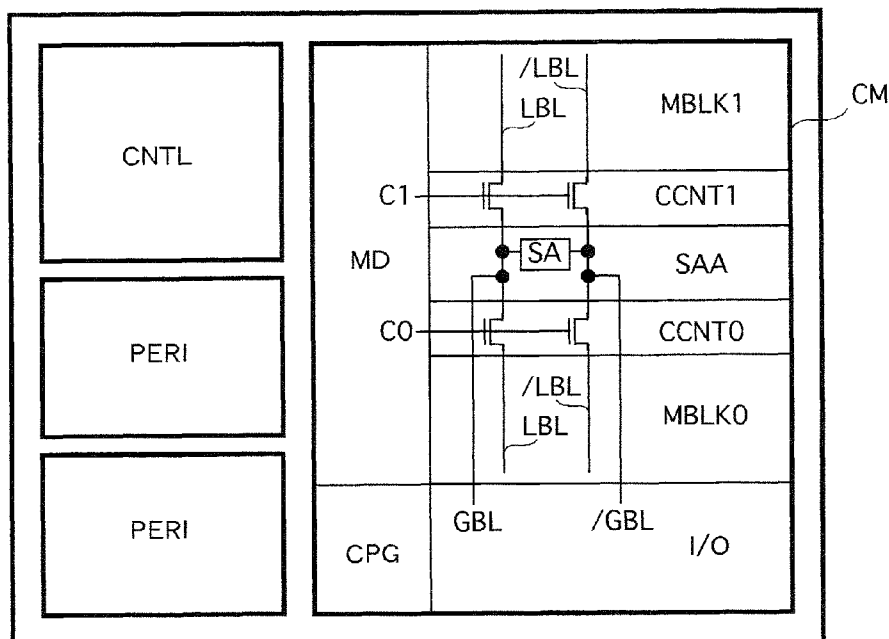 CNTL
PERI
PERI
/LBL
LBL
MBLK1
CM
C1
CCNT1
MD
SA
SAA
C0
CCNT0
/LBL
LBL
MBLK0
GBL
/GBL
CPG
I/O